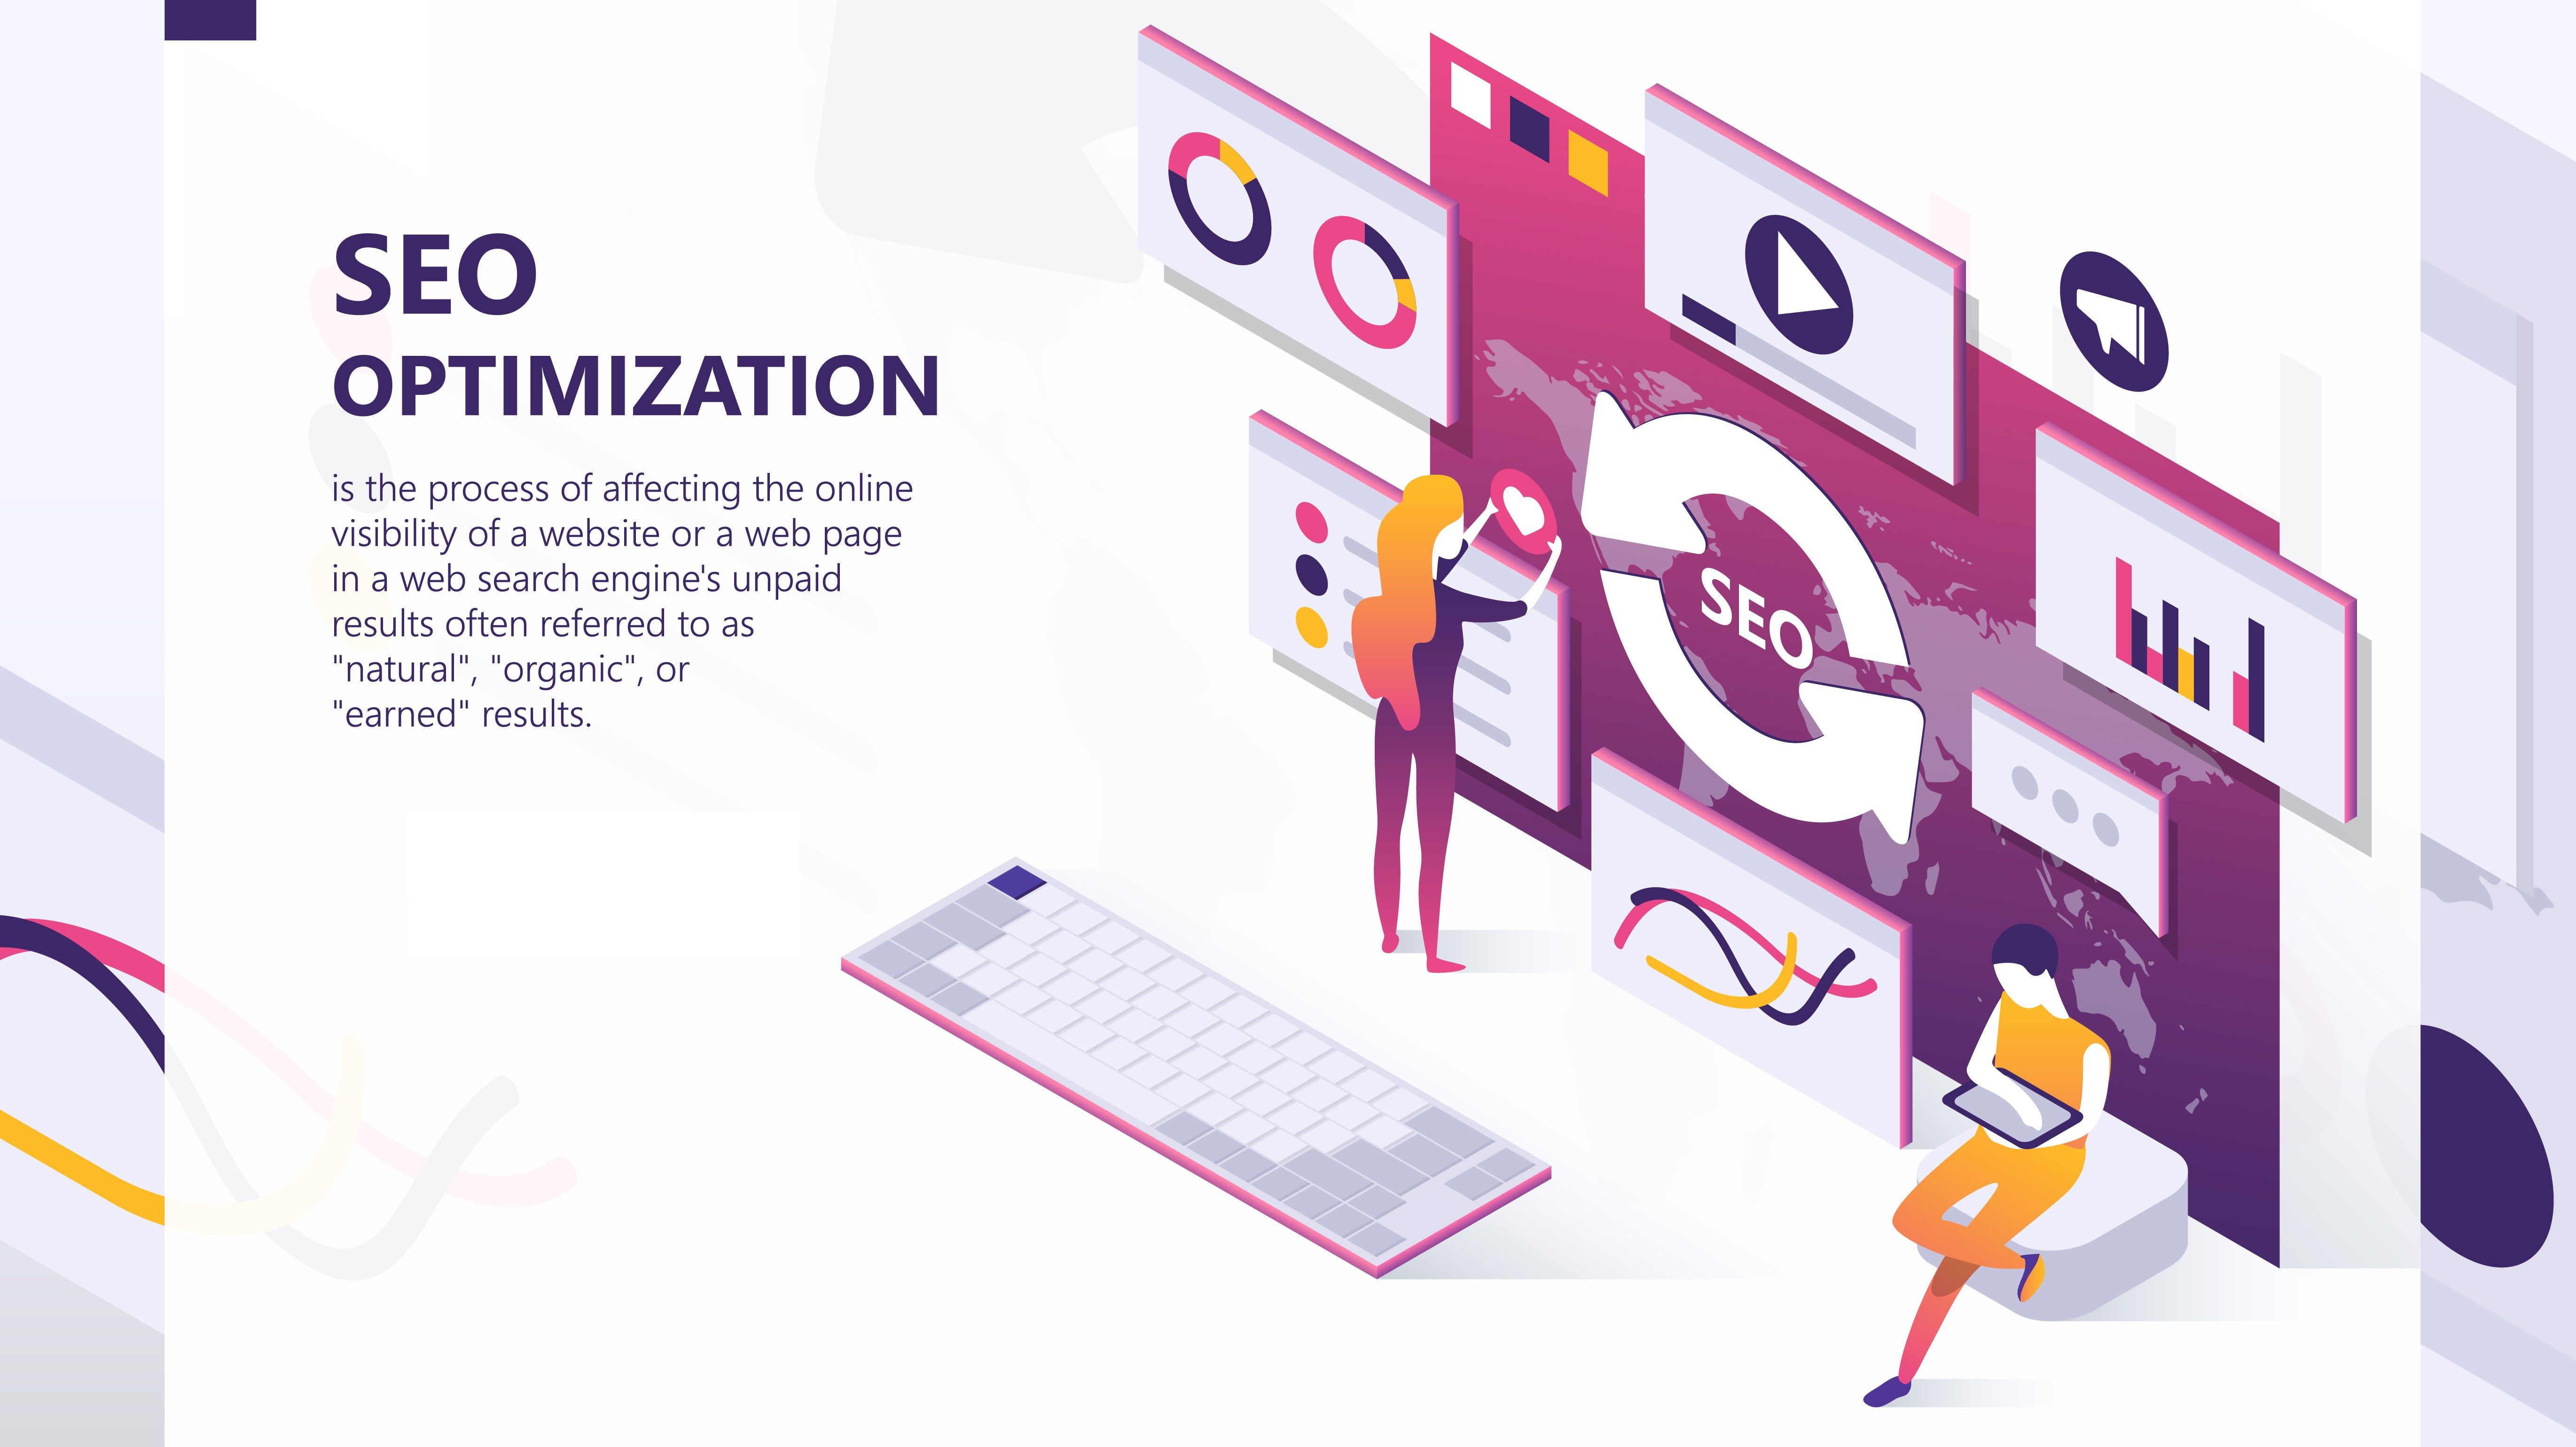 SEO
OPTIMIZATION
is the process of affecting the online
visibility of a website or a web page
in a web search engine's unpaid
results often referred to as
"natural", "organic", or
"earned" results.
SEO